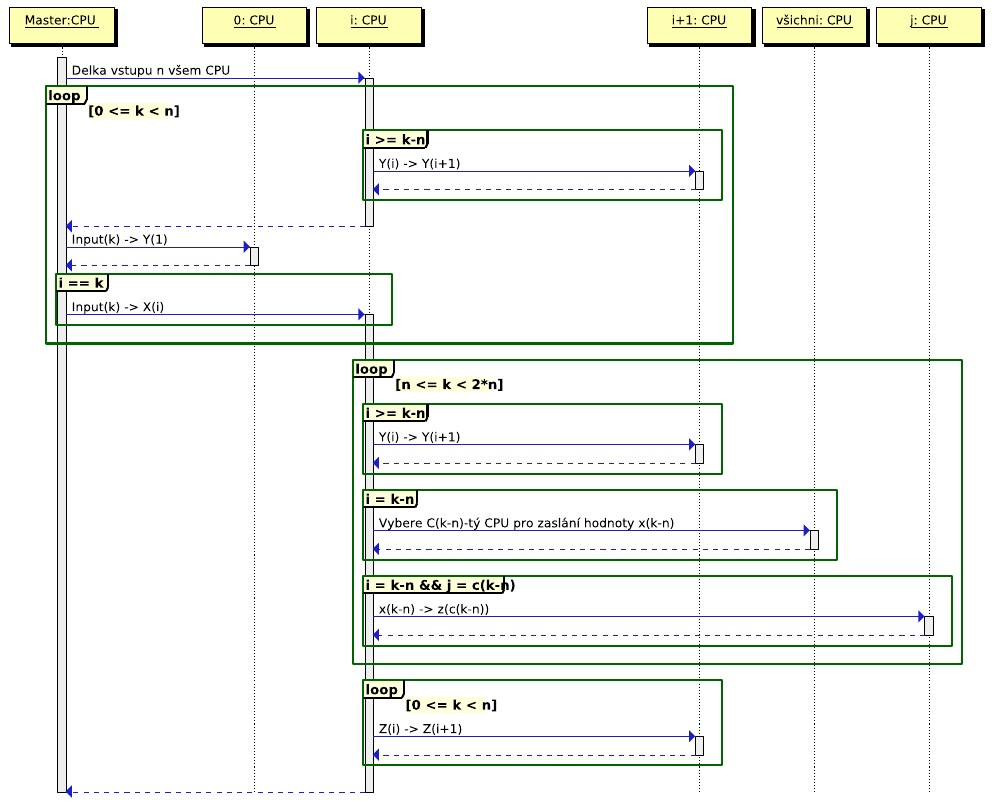 Master:CPU
0: CPU
i: CPU
i+1: CPU
všichni: CPU
j: CPU
Delka vstupu n všem CPU
loop
[0 <= k < n]
i >= k-n
Y(i) -> Y(i+1)
Input(k) -> Y(1)
i == k
Input(k) -> X(i)
loop
[n <= k < 2*n]
i >= k-n
Y(i) -> Y(i+1)
i = k-n
Vybere C(k-n)-tý CPU pro zaslání hodnoty x(k-n)
i = k-n && j = c(k-n)
x(k-n) -> z(c(k-n))
loop
[0 <= k < n]
Z(i) -> Z(i+1)